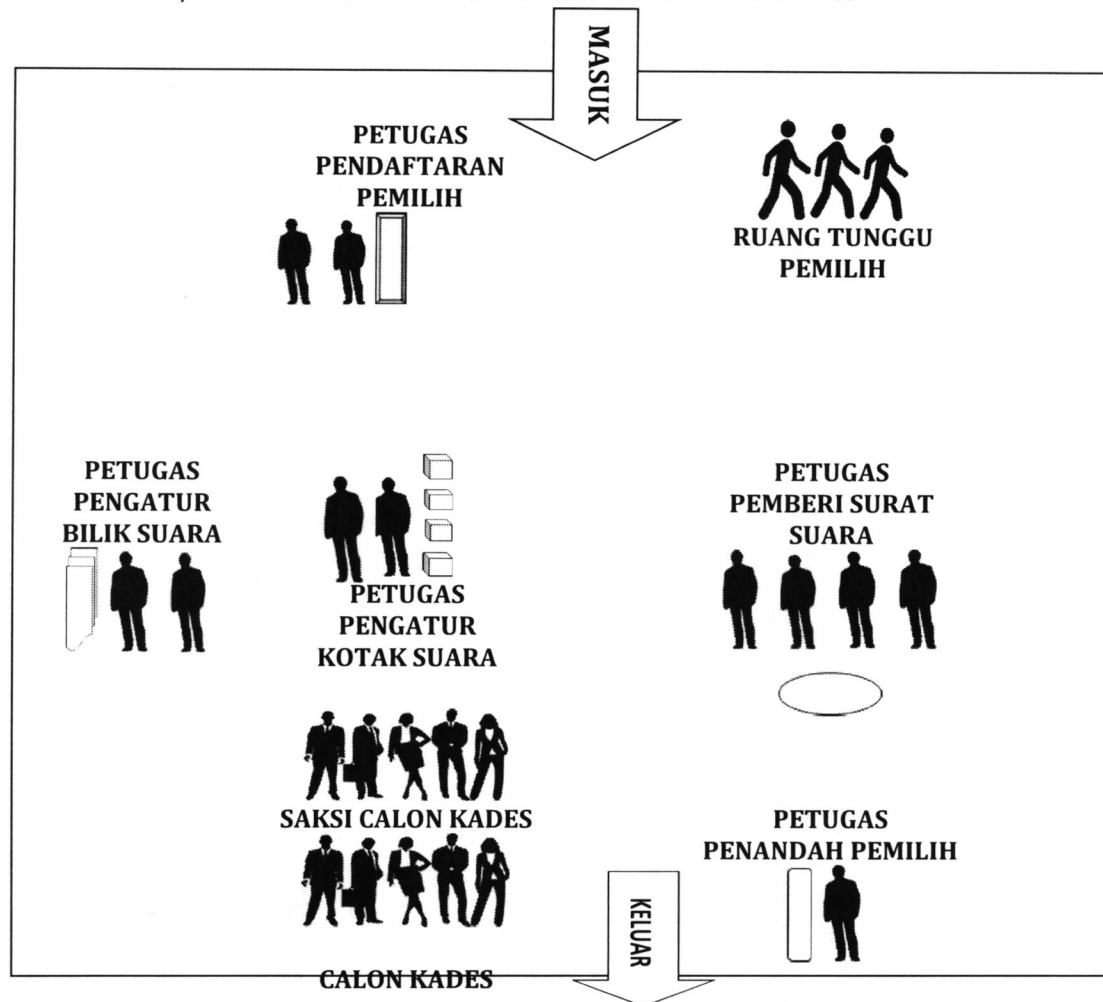 MASUK
PETUGAS
PENDAFTARAN
PEMILIH
RUANG TUNGGU
PEMILIH
PETUGAS
PENGATUR
BILIK SUARA
PETUGAS
PENGATUR
KOTAK SUARA
PETUGAS
PEMBERI SURAT
SUARA
SAKSI CALON KADES
CALON KADES
PETUGAS
PENANDAH PEMILIH
KELUAR